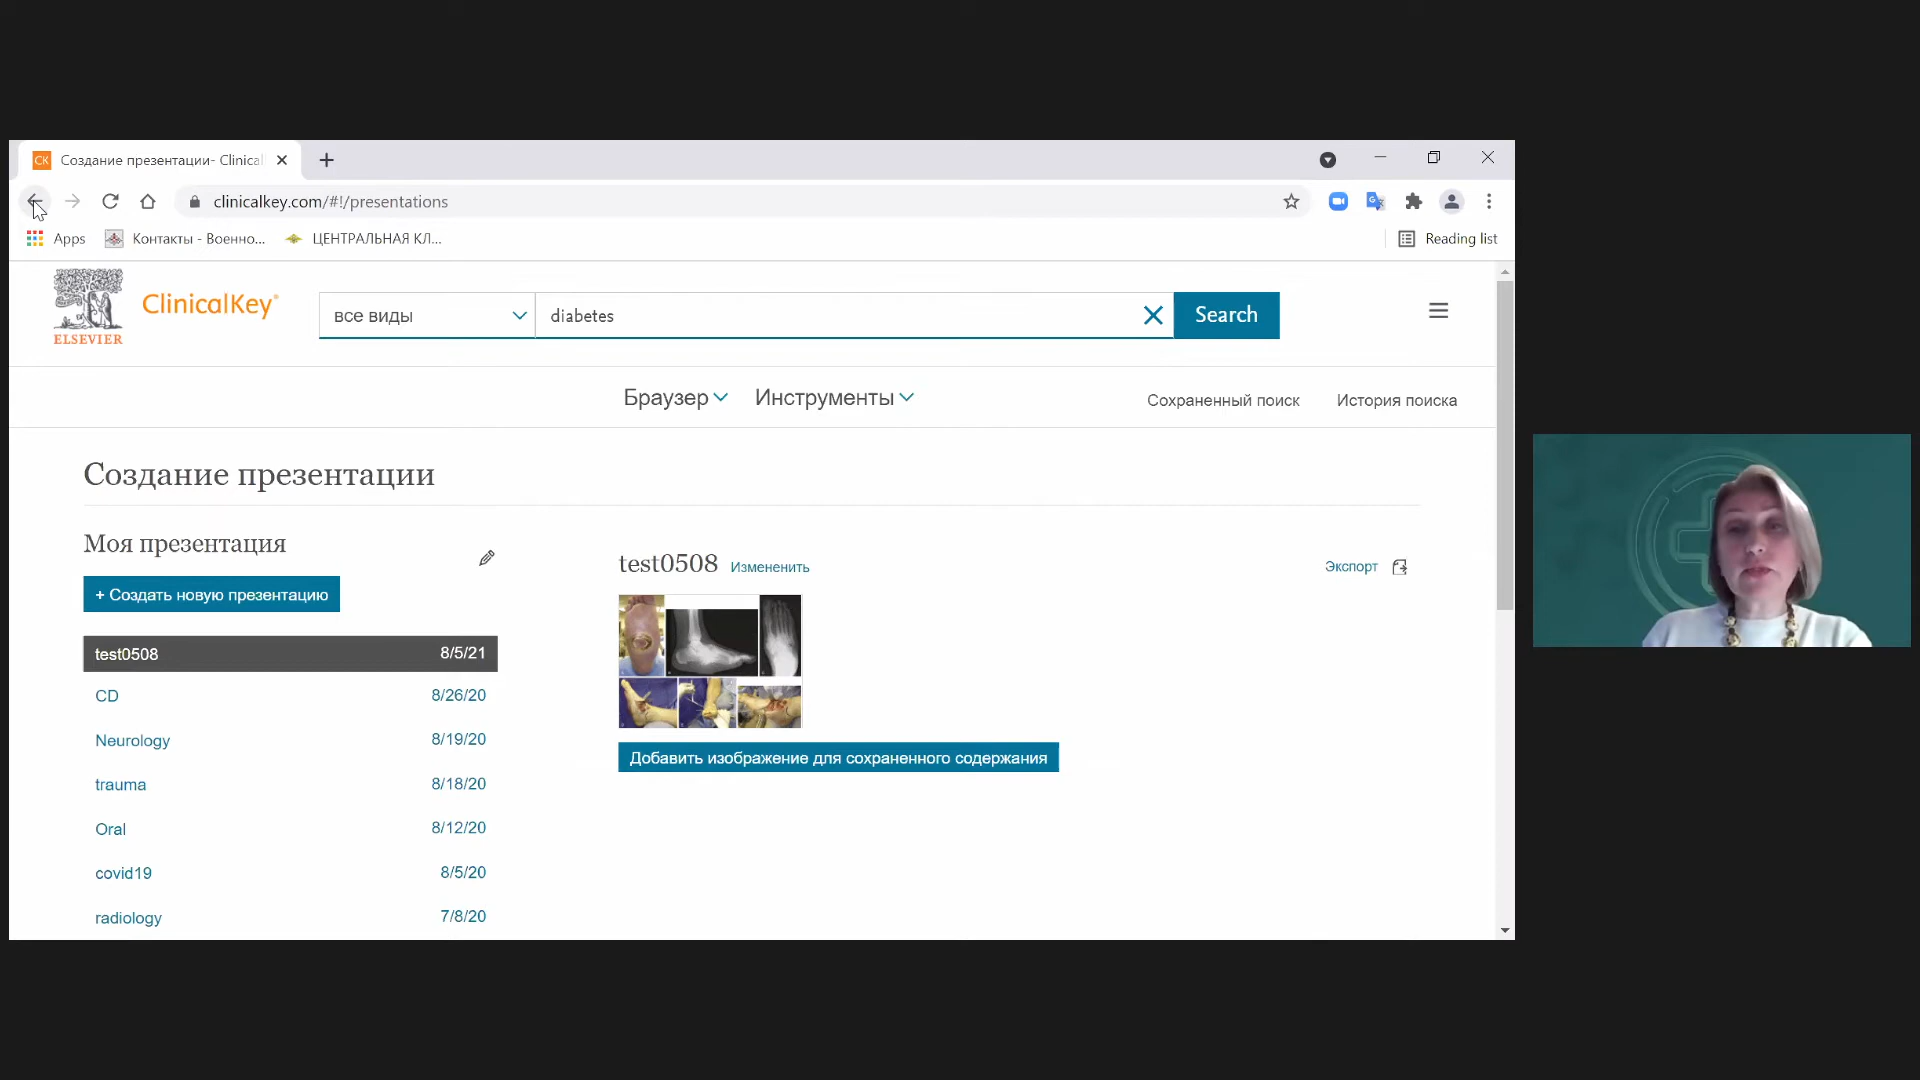 CK Создание презентации- Clinica
clinicalkey.com/#!/presentations
Apps Контакты - Военно... ЦЕНТРАЛЬНАЯ КЛ... Reading list
ELSEVIER
ClinicalKey®
все виды diabetes Search
Браузер Инструменты Сохраненный поиск История поиска
Создание презентации
Моя презентация
+ Создать новую презентацию
test0508 8/5/21
CD 8/26/20
Neurology 8/19/20
trauma 8/18/20
Oral 8/12/20
covid19 8/5/20
radiology 7/8/20
test0508 Измененить Экспорт
Добавить изображение для сохраненного содержания